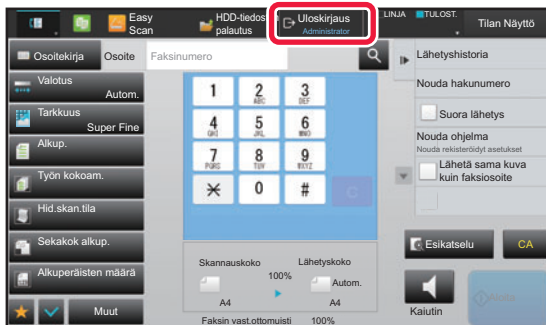 Easy
Scan
HDD-tiedos
palautus
Uloskirjaus
Administrator
LINJA
TULOST.
Tilan Näyttö
Osoitekirja
Osoite
Faksinumero
Lähetyshistoria
Valotus
Autom.
Nouda hakunumero
Tarkkuus
Super Fine
Suora lähetys
Alkup.
Nouda ohjelma
Nouda rekisteröidyt asetukset
Työn kokoam.
Lähetä sama kuva
kuin faksiosoite
Hid.skan.tila
Sekakok alkup.
Alkuperäisten määrä
Muut
1
2
ABC
3
DEF
4
GHI
5
JKL
6
MNO
7
PQRS
8
TUV
9
WXYZ
0
#
Esikatselu
CA
Skannauskoko
Lähetyskoko
100%
Autom.
A4
A4
Kaiutin
Aloita
Faksin vast.ottomuisti
100%